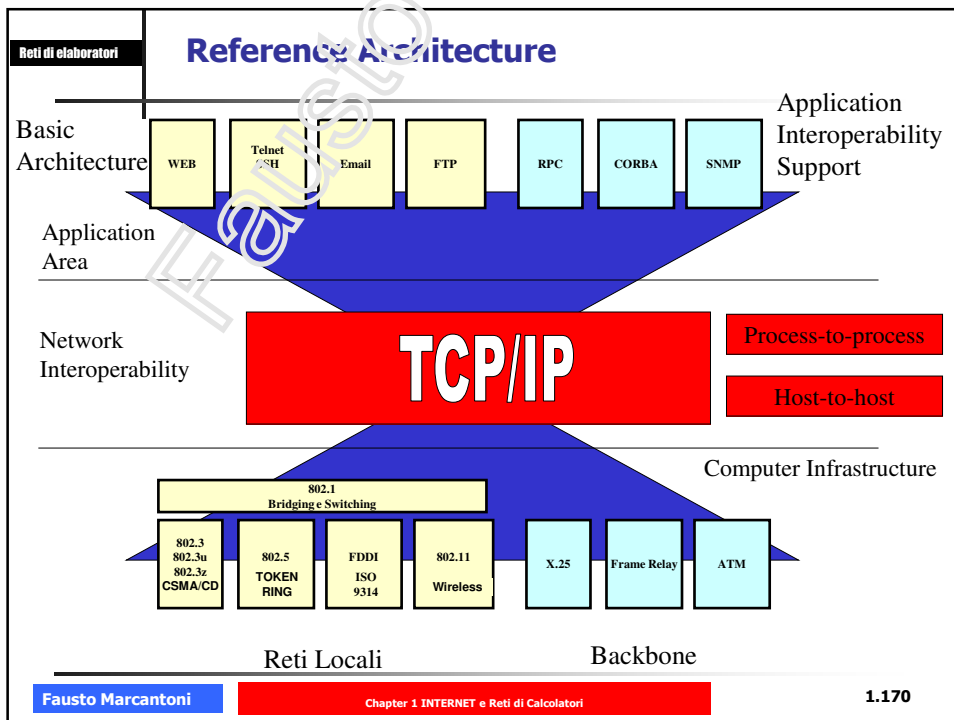 Reti di elaboratori
Reference Architecture
Fausto
Basic
Architecture
Application
Interoperability
Support
WEB
Telnet
SSH
Email
FTP
RPC
CORBA
SNMP
Application
Area
Network
Interoperability
TCP/IP
Process-to-process
Host-to-host
Computer Infrastructure
802.1
Bridging e Switching
802.3
802.3u
802.3z
CSMA/CD
802.5
TOKEN
RING
FDDI
ISO
9314
802.11
Wireless
X.25
Frame Relay
ATM
Reti Locali
Backbone
Fausto Marcantoni
Chapter 1 INTERNET e Reti di Calcolatori
1.170